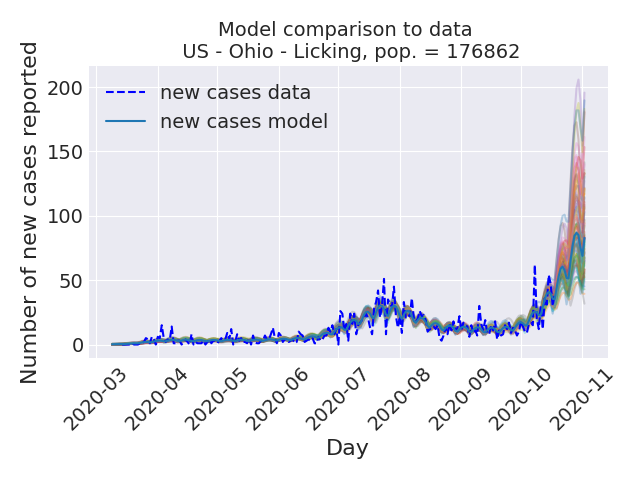 Model comparison to data
US - Ohio - Licking, pop. = 176862
Number of new cases reported
200
150
100
50
0
new cases data
new cases model
2020-03
2020-04
2020-05
2020-06
2020-07
2020-08
2020-09
2020-10
2020-11
Day